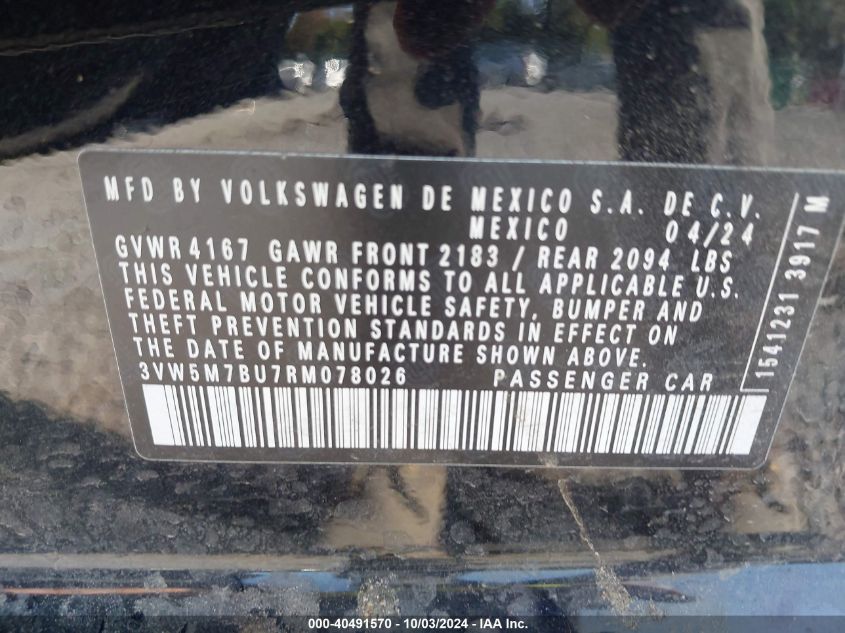 MFD BY VOLKSWAGEN DE MEXICO S.A. DE C.V.
MEXICO 04/24
GVWR 4167 GAWR FRONT 2183 / REAR 2094 LBS
THIS VEHICLE CONFORMS TO ALL APPLICABLE U.S.
FEDERAL MOTOR VEHICLE SAFETY, BUMPER AND
THEFT PREVENTION STANDARDS IN EFFECT ON
THE DATE OF MANUFACTURE SHOWN ABOVE.
3VW5M7BU7RM078026 PASSENGER CAR
1541231 3917 M
000-40491570 - 10/03/2024 - IAA Inc.